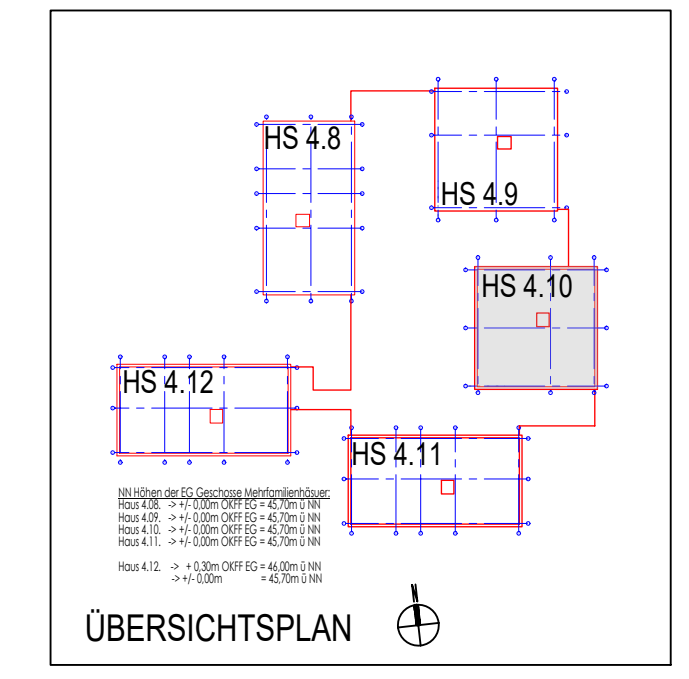 HS 4.8
HS 4.9
HS 4.10
HS 4.12
HS 4.11
NN Höhen der EG Geschosse Mehrfamilienhäsuer:
Haus 4.08. -> +/- 0,00m OKFF EG = 45,70m ü NN
Haus 4.09. -> +/- 0,00m OKFF EG = 45,70m ü NN
Haus 4.10. -> +/- 0,00m OKFF EG = 45,70m ü NN
Haus 4.11. -> +/- 0,00m OKFF EG = 45,70m ü NN
Haus 4.12. -> + 0,30m OKFF EG = 46,00m ü NN
-> +/- 0,00m = 45,70m ü NN
ÜBERSICHTSPLAN
N